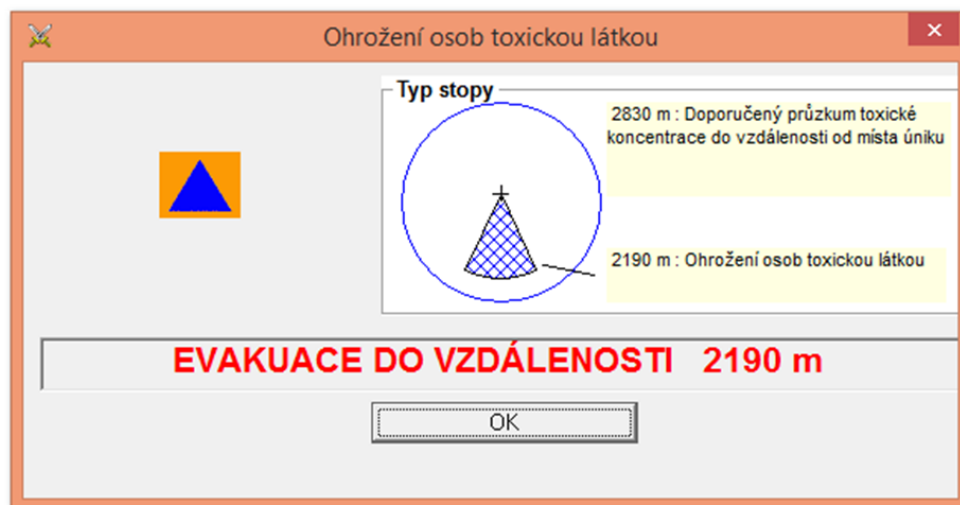 Ohrožení osob toxickou látkou
Typ stopy
2830 m : Doporučený průzkum toxické
koncentrace do vzdálenosti od místa úniku
2190 m : Ohrožení osob toxickou látkou
EVAKUACE DO VZDÁLENOSTI 2190 m
OK